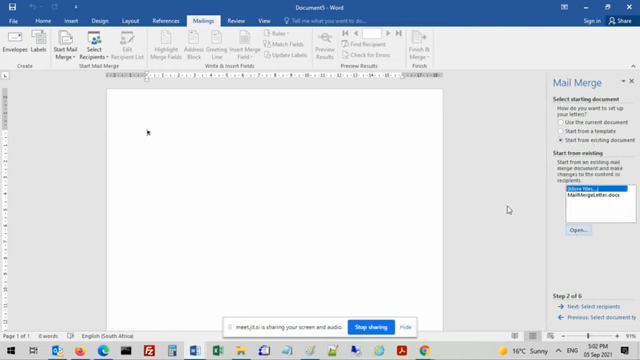 Document5 - Word
Sign in
File Home Insert Design Layout References Mailings Review View Tell me what you want to do... Share
Envelopes Labels
Start Mail Merge Select Recipients Edit Recipient List
Highlight Merge Fields Address Block Greeting Line Insert Merge Field
Rules
Match Fields
Update Labels
Preview Results
Find Recipient
Check for Errors
Finish & Merge
Create Start Mail Merge Write & Insert Fields Preview Results Finish
Mail Merge
Select starting document
How do you want to set up your letters?
Use the current document
Start from a template
Start from existing document
Start from existing
Start from an existing mail merge document and make changes to the content or recipients.
(More files...)
MailMergeLetter.docx
Open...
Step 2 of 6
Next: Select recipients
Previous: Select document ty
meet.jit.si is sharing your screen and audio.
Stop sharing
Hide
Page 1 of 1 0 words English (South Africa)
16°C Sunny
ENG
5:02 PM
05 Sep 2021